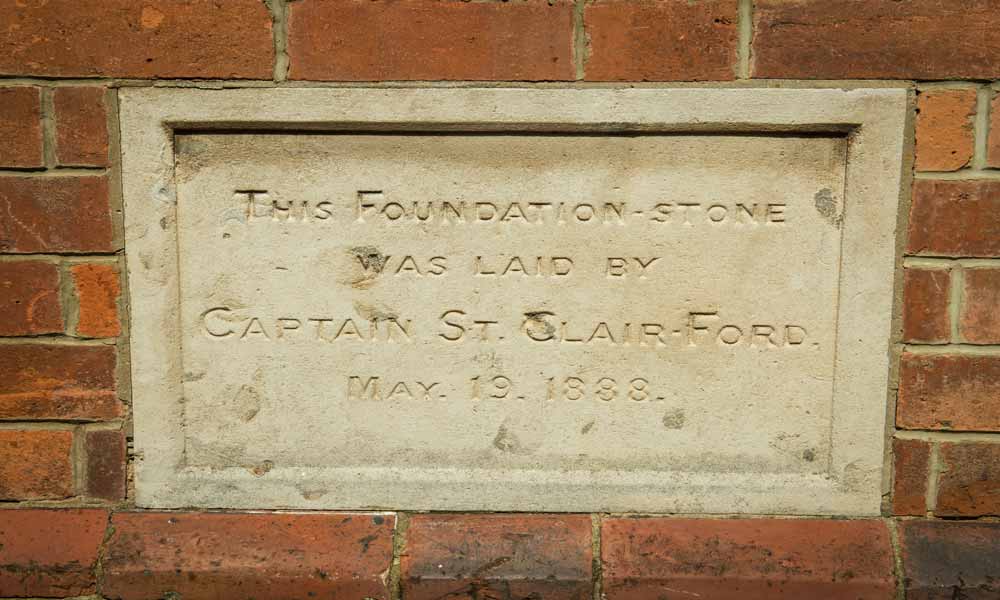 This Foundation-stone
was laid by
Captain St. Clair-Ford.
May. 19. 1888.